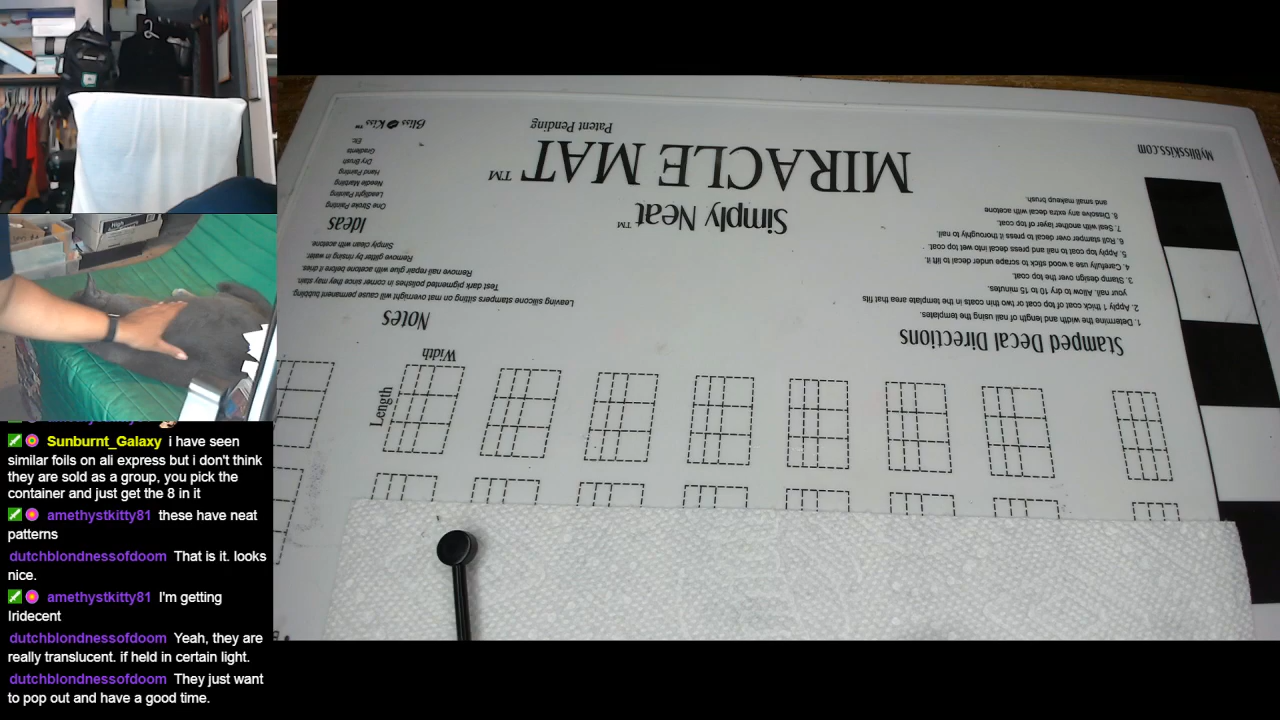 Sunburnt_Galaxy i have seen
similar foils on ali express but i don't think
they are sold as a group, you pick the
container and just get the 8 in it
amethystkitty81 these have neat
patterns
dutchblondnessofdoom That is it. looks
nice.
amethystkitty81 I'm getting
Iridecent
dutchblondnessofdoom Yeah, they are
really translucent. if held in certain light.
dutchblondnessofdoom They just want
to pop out and have a good time.
Simply Neat™
MIRACLE MAT™
Patent Pending
Bliss Kiss™
MyBlissKiss.com
Stamped Decal Directions
1. Determine the width and length of nail using the templates.
2. Apply 1 thick coat of top coat or two thin coats in the template area that fits
your nail. Allow to dry 10 to 15 minutes.
3. Stamp design over the top coat.
4. Carefully use a wood stick to scrape under decal to lift it.
5. Apply top coat to nail and press decal into wet top coat.
6. Roll stamper over decal to press it thoroughly to nail.
7. Seal with another layer of top coat.
8. Dissolve any extra decal with acetone
and small makeup brush.
Notes
Leaving silicone stampers sitting on mat overnight will cause permanent bubbling
Test dark pigmented polishes in corner since they may stain
Remove nail repair glue with acetone before it dries.
Remove glitter by rinsing in water.
Simply clean with acetone
Ideas
One Stroke Painting
Leadlight Painting
Needle Marbling
Hand Painting
Dry Brush
Gradients
Etc.
Width
Length